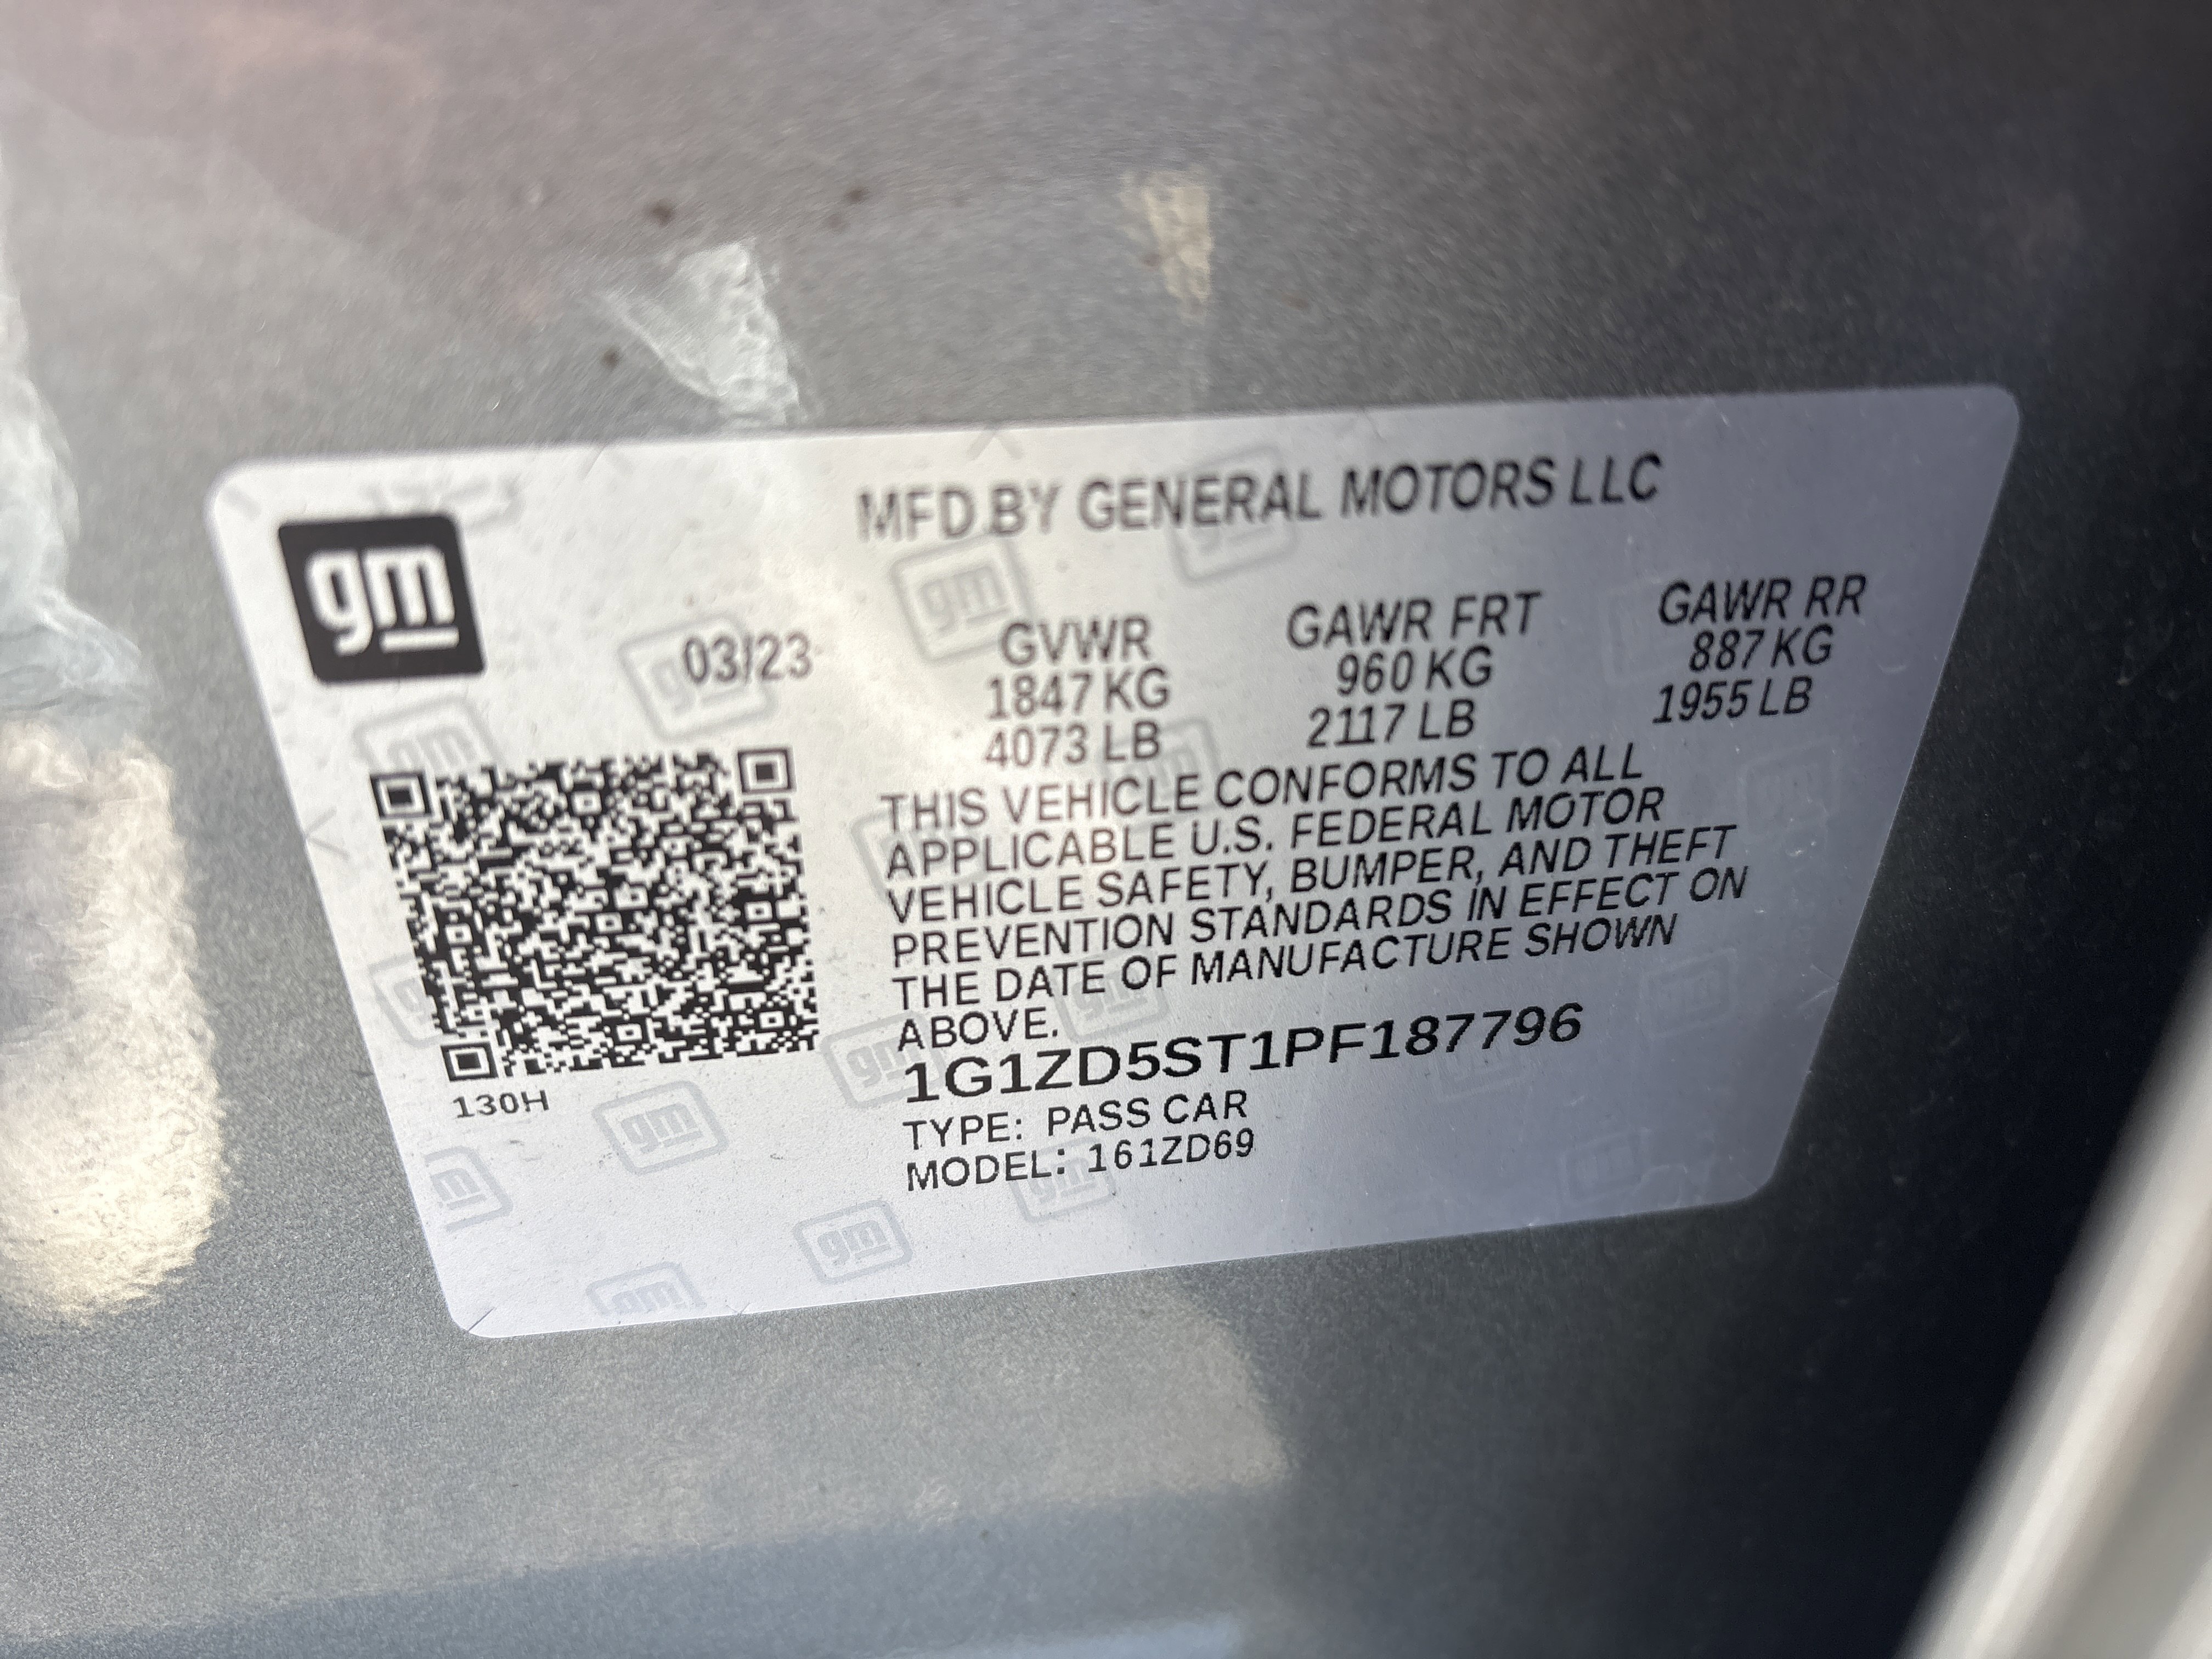 gm
MFD BY GENERAL MOTORS LLC
03/23
GVWR GAWR FRT GAWR RR
1847 KG 960 KG 887 KG
4073 LB 2117 LB 1955 LB
THIS VEHICLE CONFORMS TO ALL
APPLICABLE U.S. FEDERAL MOTOR
VEHICLE SAFETY, BUMPER, AND THEFT
PREVENTION STANDARDS IN EFFECT ON
THE DATE OF MANUFACTURE SHOWN
ABOVE.
1G1ZD5ST1PF187796
130H
TYPE: PASS CAR
MODEL: 161ZD69